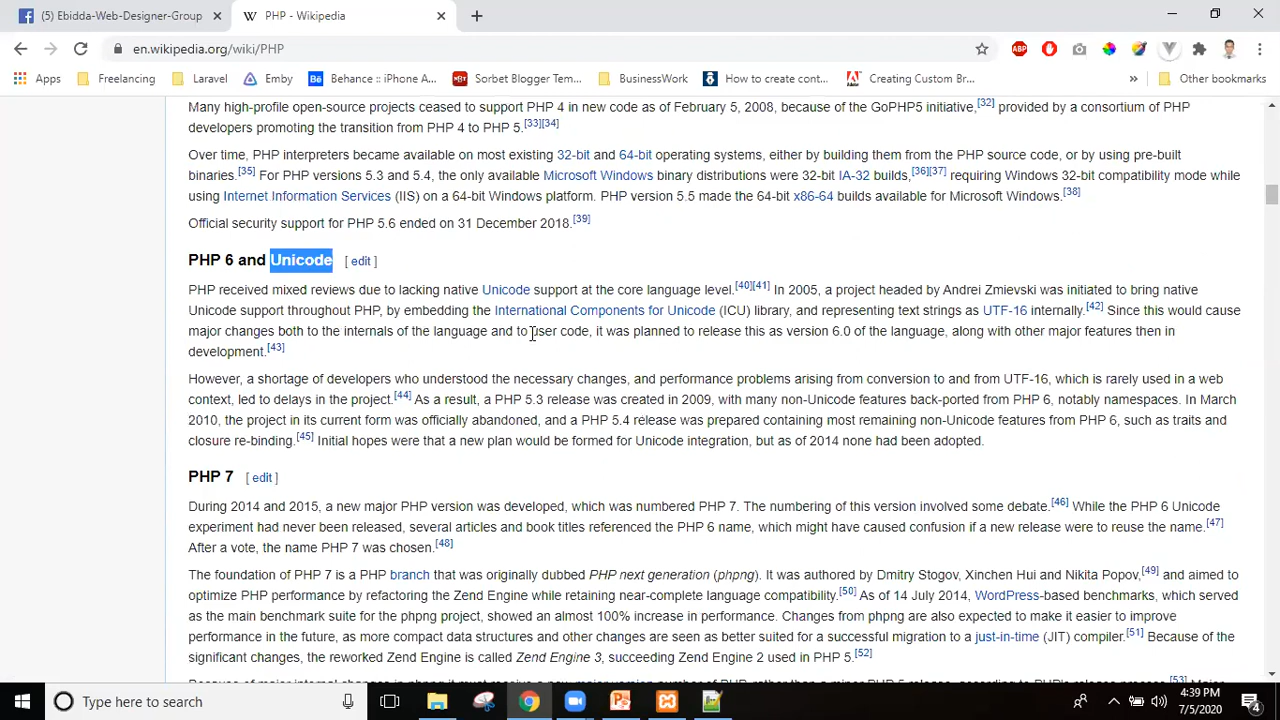 (5) Ebidda-Web-Designer-Group
PHP - Wikipedia
en.wikipedia.org/wiki/PHP
Apps Freelancing Laravel Emby Behance :: iPhone A... Sorbet Blogger Tem... BusinessWork How to create cont... Creating Custom Br... » Other bookmarks
Many high-profile open-source projects ceased to support PHP 4 in new code as of February 5, 2008, because of the GoPHP5 initiative,[32] provided by a consortium of PHP
developers promoting the transition from PHP 4 to PHP 5.[33][34]
Over time, PHP interpreters became available on most existing 32-bit and 64-bit operating systems, either by building them from the PHP source code, or by using pre-built
binaries.[35] For PHP versions 5.3 and 5.4, the only available Microsoft Windows binary distributions were 32-bit IA-32 builds,[36][37] requiring Windows 32-bit compatibility mode while
using Internet Information Services (IIS) on a 64-bit Windows platform. PHP version 5.5 made the 64-bit x86-64 builds available for Microsoft Windows.[38]
Official security support for PHP 5.6 ended on 31 December 2018.[39]
PHP 6 and Unicode [ edit ]
PHP received mixed reviews due to lacking native Unicode support at the core language level.[40][41] In 2005, a project headed by Andrei Zmievski was initiated to bring native
Unicode support throughout PHP, by embedding the International Components for Unicode (ICU) library, and representing text strings as UTF-16 internally.[42] Since this would cause
major changes both to the internals of the language and to user code, it was planned to release this as version 6.0 of the language, along with other major features then in
development.[43]
However, a shortage of developers who understood the necessary changes, and performance problems arising from conversion to and from UTF-16, which is rarely used in a web
context, led to delays in the project.[44] As a result, a PHP 5.3 release was created in 2009, with many non-Unicode features back-ported from PHP 6, notably namespaces. In March
2010, the project in its current form was officially abandoned, and a PHP 5.4 release was prepared containing most remaining non-Unicode features from PHP 6, such as traits and
closure re-binding.[45] Initial hopes were that a new plan would be formed for Unicode integration, but as of 2014 none had been adopted.
PHP 7 [ edit ]
During 2014 and 2015, a new major PHP version was developed, which was numbered PHP 7. The numbering of this version involved some debate.[46] While the PHP 6 Unicode
experiment had never been released, several articles and book titles referenced the PHP 6 name, which might have caused confusion if a new release were to reuse the name.[47]
After a vote, the name PHP 7 was chosen.[48]
The foundation of PHP 7 is a PHP branch that was originally dubbed PHP next generation (phpng). It was authored by Dmitry Stogov, Xinchen Hui and Nikita Popov,[49] and aimed to
optimize PHP performance by refactoring the Zend Engine while retaining near-complete language compatibility.[50] As of 14 July 2014, WordPress-based benchmarks, which served
as the main benchmark suite for the phpng project, showed an almost 100% increase in performance. Changes from phpng are also expected to make it easier to improve
performance in the future, as more compact data structures and other changes are seen as better suited for a successful migration to a just-in-time (JIT) compiler.[51] Because of the
significant changes, the reworked Zend Engine is called Zend Engine 3, succeeding Zend Engine 2 used in PHP 5.[52]
Type here to search
4:39 PM
7/5/2020